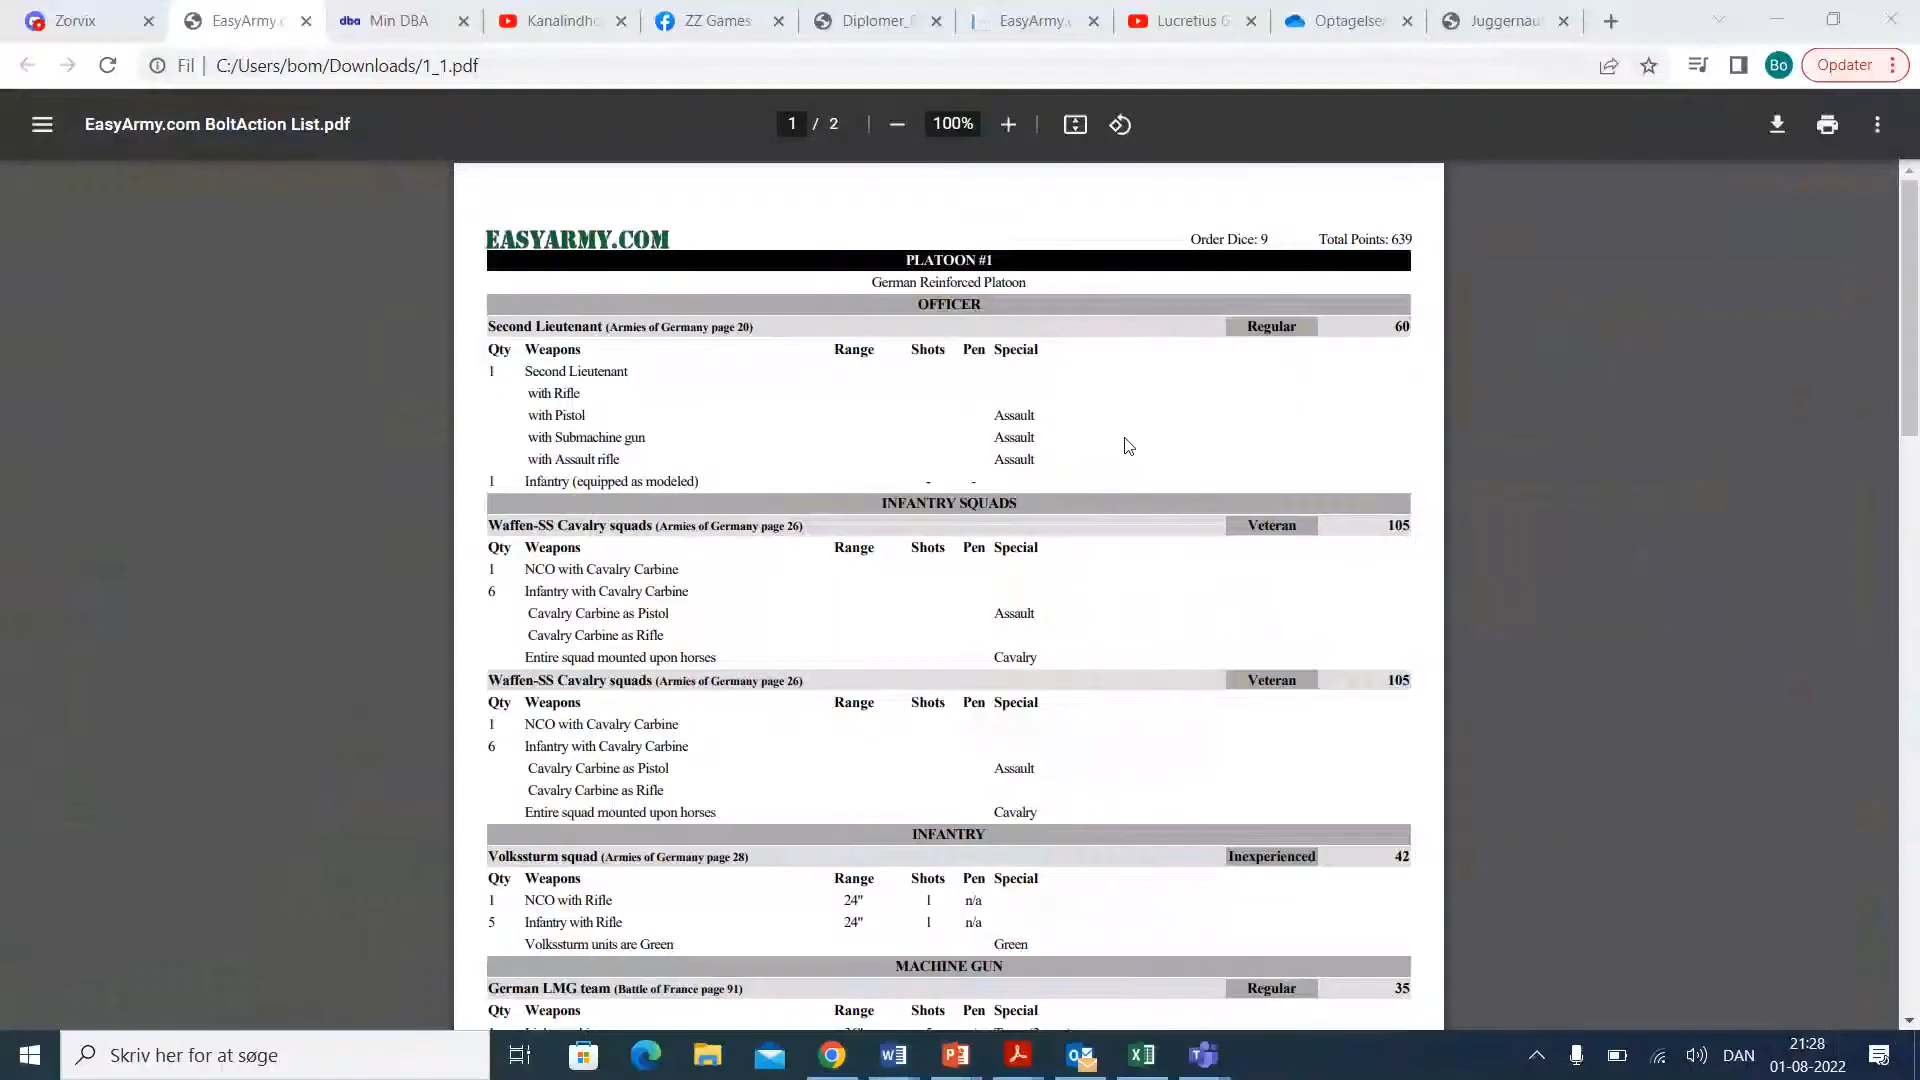 Zorvix
EasyArmy.c
dba Min DBA
Kanalindho
ZZ Games
Diplomer_
EasyArmy.
Lucretius G
Optagelse
Juggernau
Fil C:/Users/bom/Downloads/1_1.pdf
Bo Opdater
EasyArmy.com BoltAction List.pdf
1 / 2 100%
EASYARMY.COM
Order Dice: 9 Total Points: 639
PLATOON #1
German Reinforced Platoon
OFFICER
Second Lieutenant (Armies of Germany page 20) Regular 60
Qty Weapons Range Shots Pen Special
1 Second Lieutenant
with Rifle
with Pistol Assault
with Submachine gun Assault
with Assault rifle Assault
1 Infantry (equipped as modeled) - -
INFANTRY SQUADS
Waffen-SS Cavalry squads (Armies of Germany page 26) Veteran 105
Qty Weapons Range Shots Pen Special
1 NCO with Cavalry Carbine
6 Infantry with Cavalry Carbine
Cavalry Carbine as Pistol Assault
Cavalry Carbine as Rifle
Entire squad mounted upon horses Cavalry
Waffen-SS Cavalry squads (Armies of Germany page 26) Veteran 105
Qty Weapons Range Shots Pen Special
1 NCO with Cavalry Carbine
6 Infantry with Cavalry Carbine
Cavalry Carbine as Pistol Assault
Cavalry Carbine as Rifle
Entire squad mounted upon horses Cavalry
INFANTRY
Volkssturm squad (Armies of Germany page 28) Inexperienced 42
Qty Weapons Range Shots Pen Special
1 NCO with Rifle 24" 1 n/a
5 Infantry with Rifle 24" 1 n/a
Volkssturm units are Green Green
MACHINE GUN
German LMG team (Battle of France page 91) Regular 35
Qty Weapons Range Shots Pen Special
Skriv her for at søge
DAN
21:28
01-08-2022